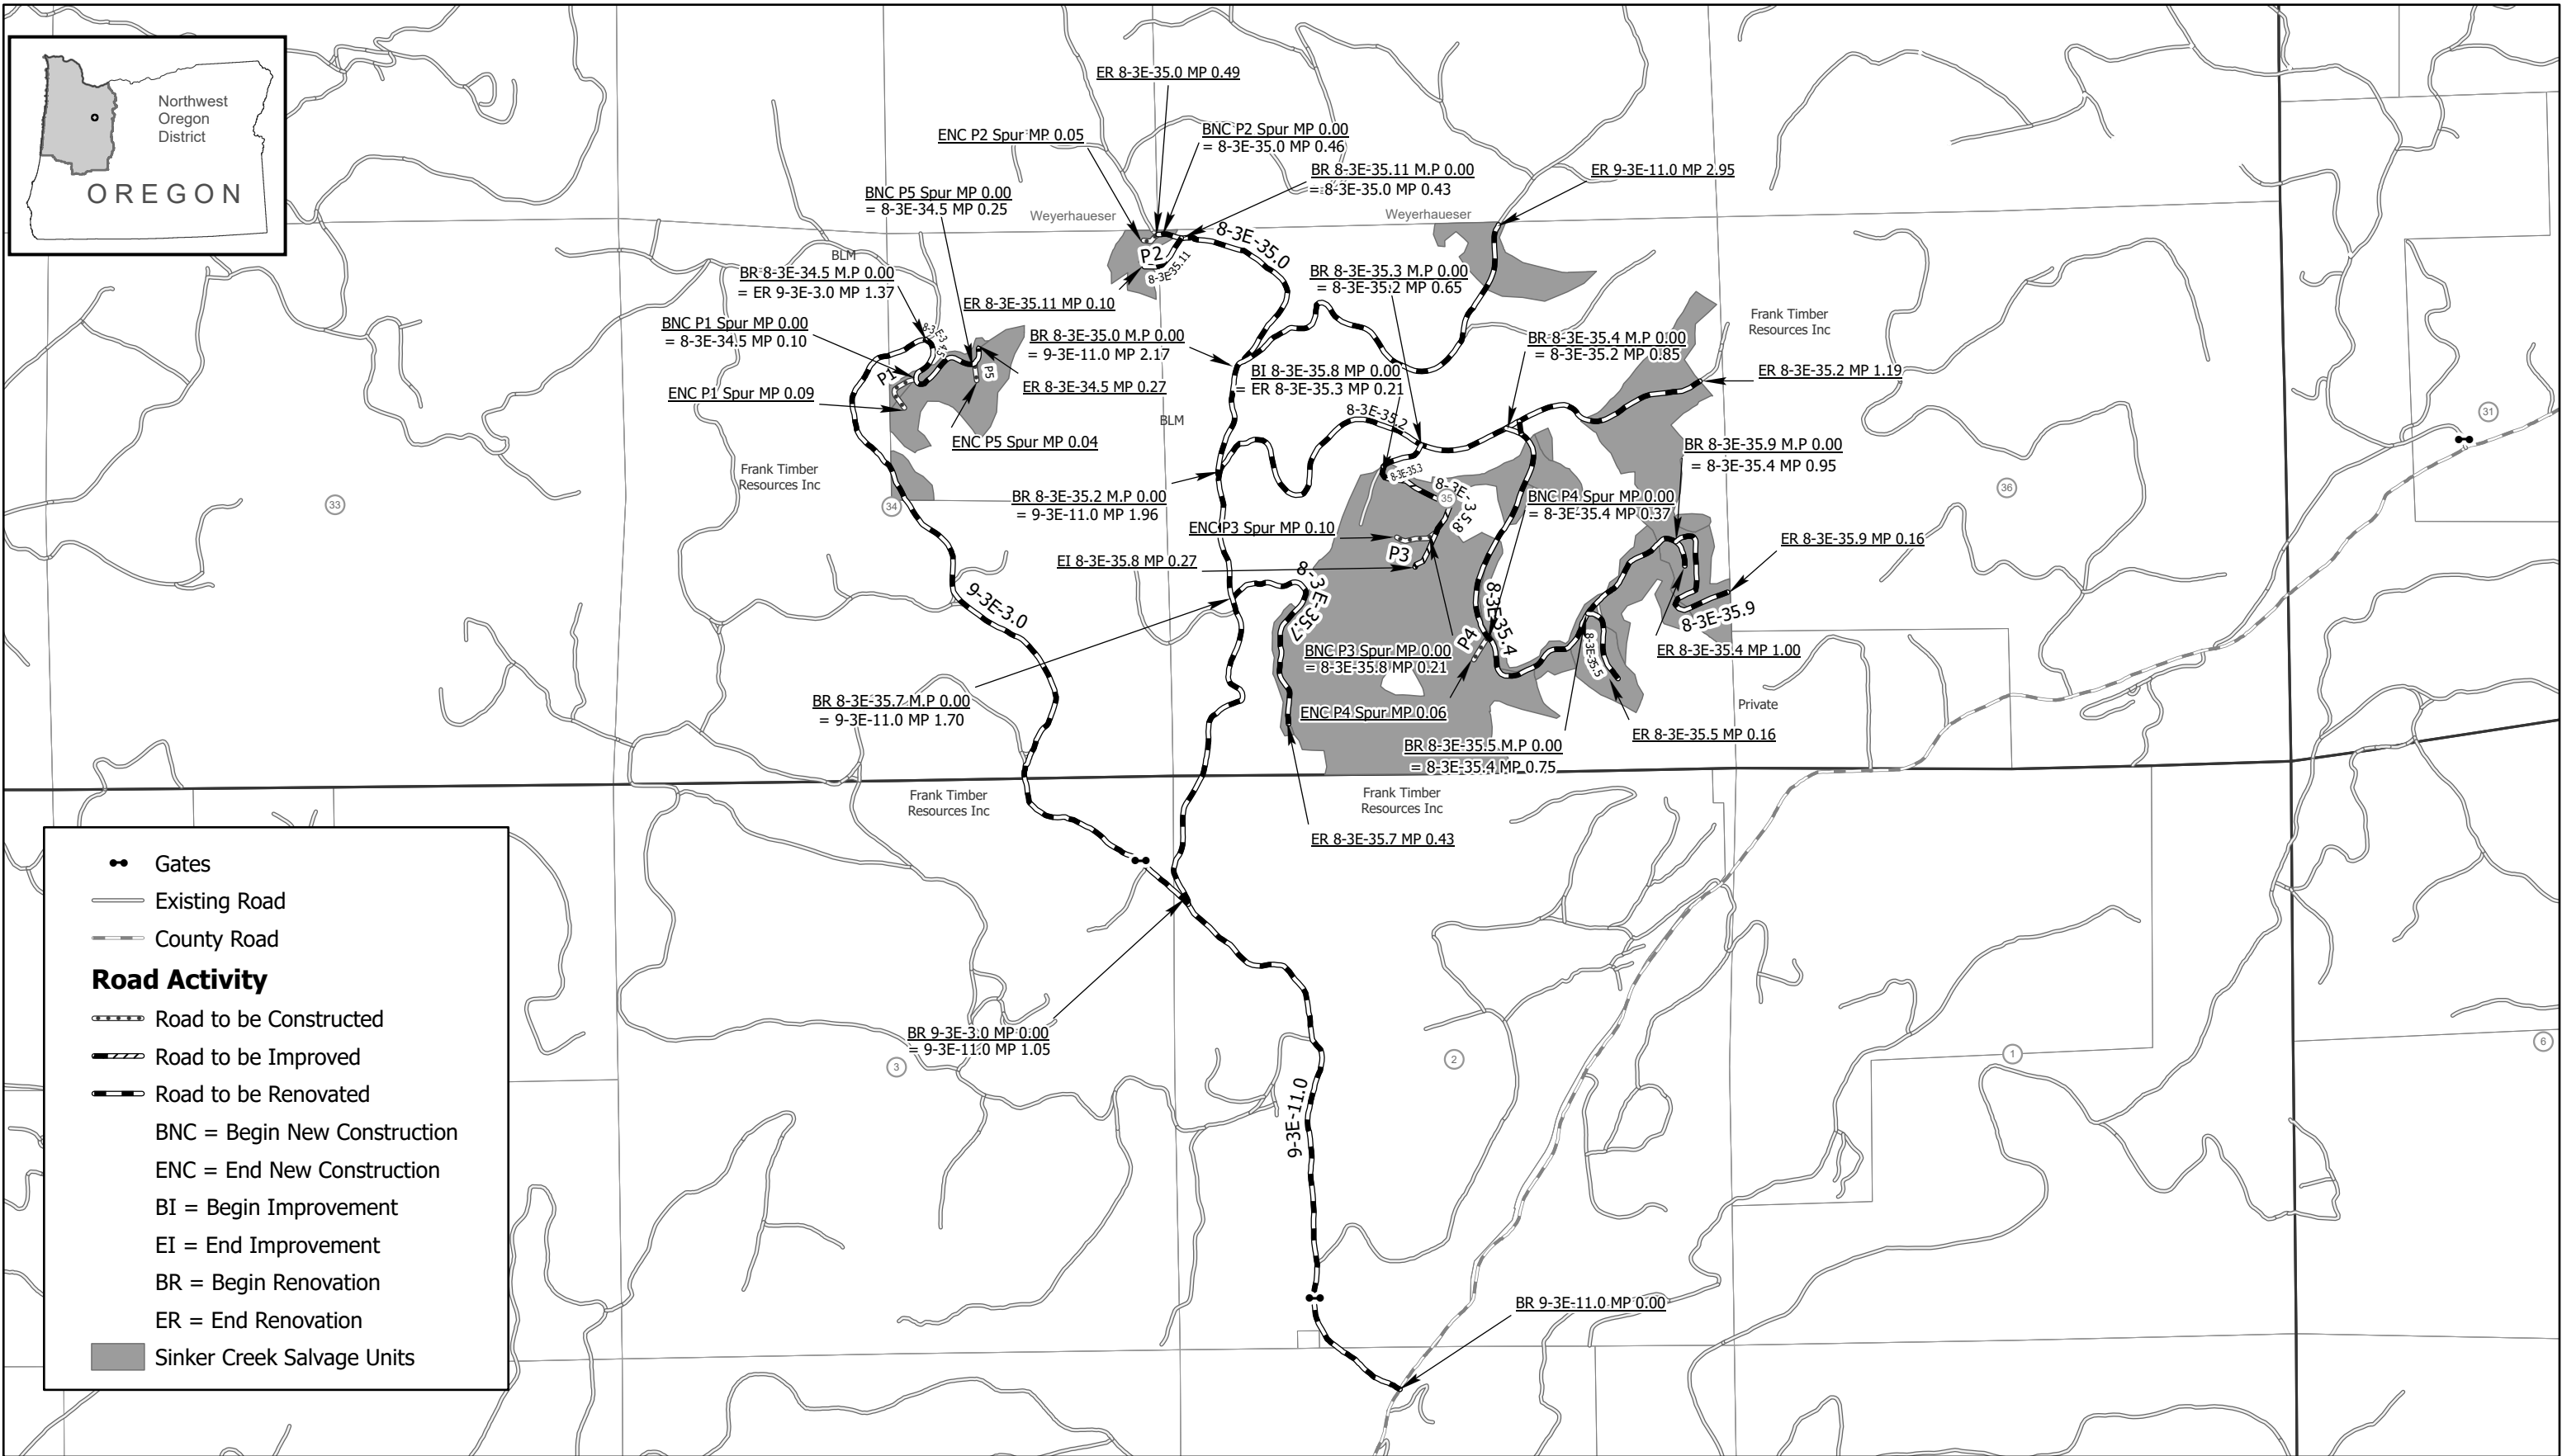 Northwest
Oregon
District
OREGON
ER 8-3E-35.0 MP 0.49
ENC P2 Spur MP 0.05
BNC P2 Spur MP 0.00
= 8-3E-35.0 MP 0.46
BR 8-3E-35.11 M.P 0.00
= 8-3E-35.0 MP 0.43
ER 9-3E-11.0 MP 2.95
BNC P5 Spur MP 0.00
= 8-3E-34.5 MP 0.25
Weyerhaueser
Weyerhaueser
8-3E-35.0
P2
8-3E-35.11
BLM
BR 8-3E-34.5 M.P 0.00
= ER 9-3E-3.0 MP 1.37
BR 8-3E-35.3 M.P 0.00
= 8-3E-35.2 MP 0.65
ER 8-3E-35.11 MP 0.10
BNC P1 Spur MP 0.00
= 8-3E-34.5 MP 0.10
8-3E-34.5
BR 8-3E-35.0 M.P 0.00
= 9-3E-11.0 MP 2.17
BR 8-3E-35.4 M.P 0.00
= 8-3E-35.2 MP 0.85
Frank Timber
Resources Inc
P1
P5
BI 8-3E-35.8 MP 0.00
= ER 8-3E-35.3 MP 0.21
ER 8-3E-35.2 MP 1.19
ENC P1 Spur MP 0.09
ER 8-3E-34.5 MP 0.27
8-3E-35.2
31
BLM
ENC P5 Spur MP 0.04
BR 8-3E-35.9 M.P 0.00
= 8-3E-35.4 MP 0.95
Frank Timber
Resources Inc
8-3E-35.3
8-3E-35.8
35
36
33
34
BR 8-3E-35.2 M.P 0.00
= 9-3E-11.0 MP 1.96
BNC P4 Spur MP 0.00
= 8-3E-35.4 MP 0.37
ENC P3 Spur MP 0.10
ER 8-3E-35.9 MP 0.16
P3
EI 8-3E-35.8 MP 0.27
9-3E-3.0
8-3E-35.7
8-3E-35.4
8-3E-35.9
P4
8-3E-35.5
BNC P3 Spur MP 0.00
= 8-3E-35.8 MP 0.21
ER 8-3E-35.4 MP 1.00
BR 8-3E-35.7 M.P 0.00
= 9-3E-11.0 MP 1.70
ENC P4 Spur MP 0.06
Private
ER 8-3E-35.5 MP 0.16
BR 8-3E-35.5 M.P 0.00
= 8-3E-35.4 MP 0.75
Frank Timber
Resources Inc
Frank Timber
Resources Inc
ER 8-3E-35.7 MP 0.43
BR 9-3E-3.0 MP 0.00
= 9-3E-11.0 MP 1.05
3
2
1
6
9-3E-11.0
BR 9-3E-11.0 MP 0.00
Gates
Existing Road
County Road
Road Activity
Road to be Constructed
Road to be Improved
Road to be Renovated
BNC = Begin New Construction
ENC = End New Construction
BI = Begin Improvement
EI = End Improvement
BR = Begin Renovation
ER = End Renovation
Sinker Creek Salvage Units